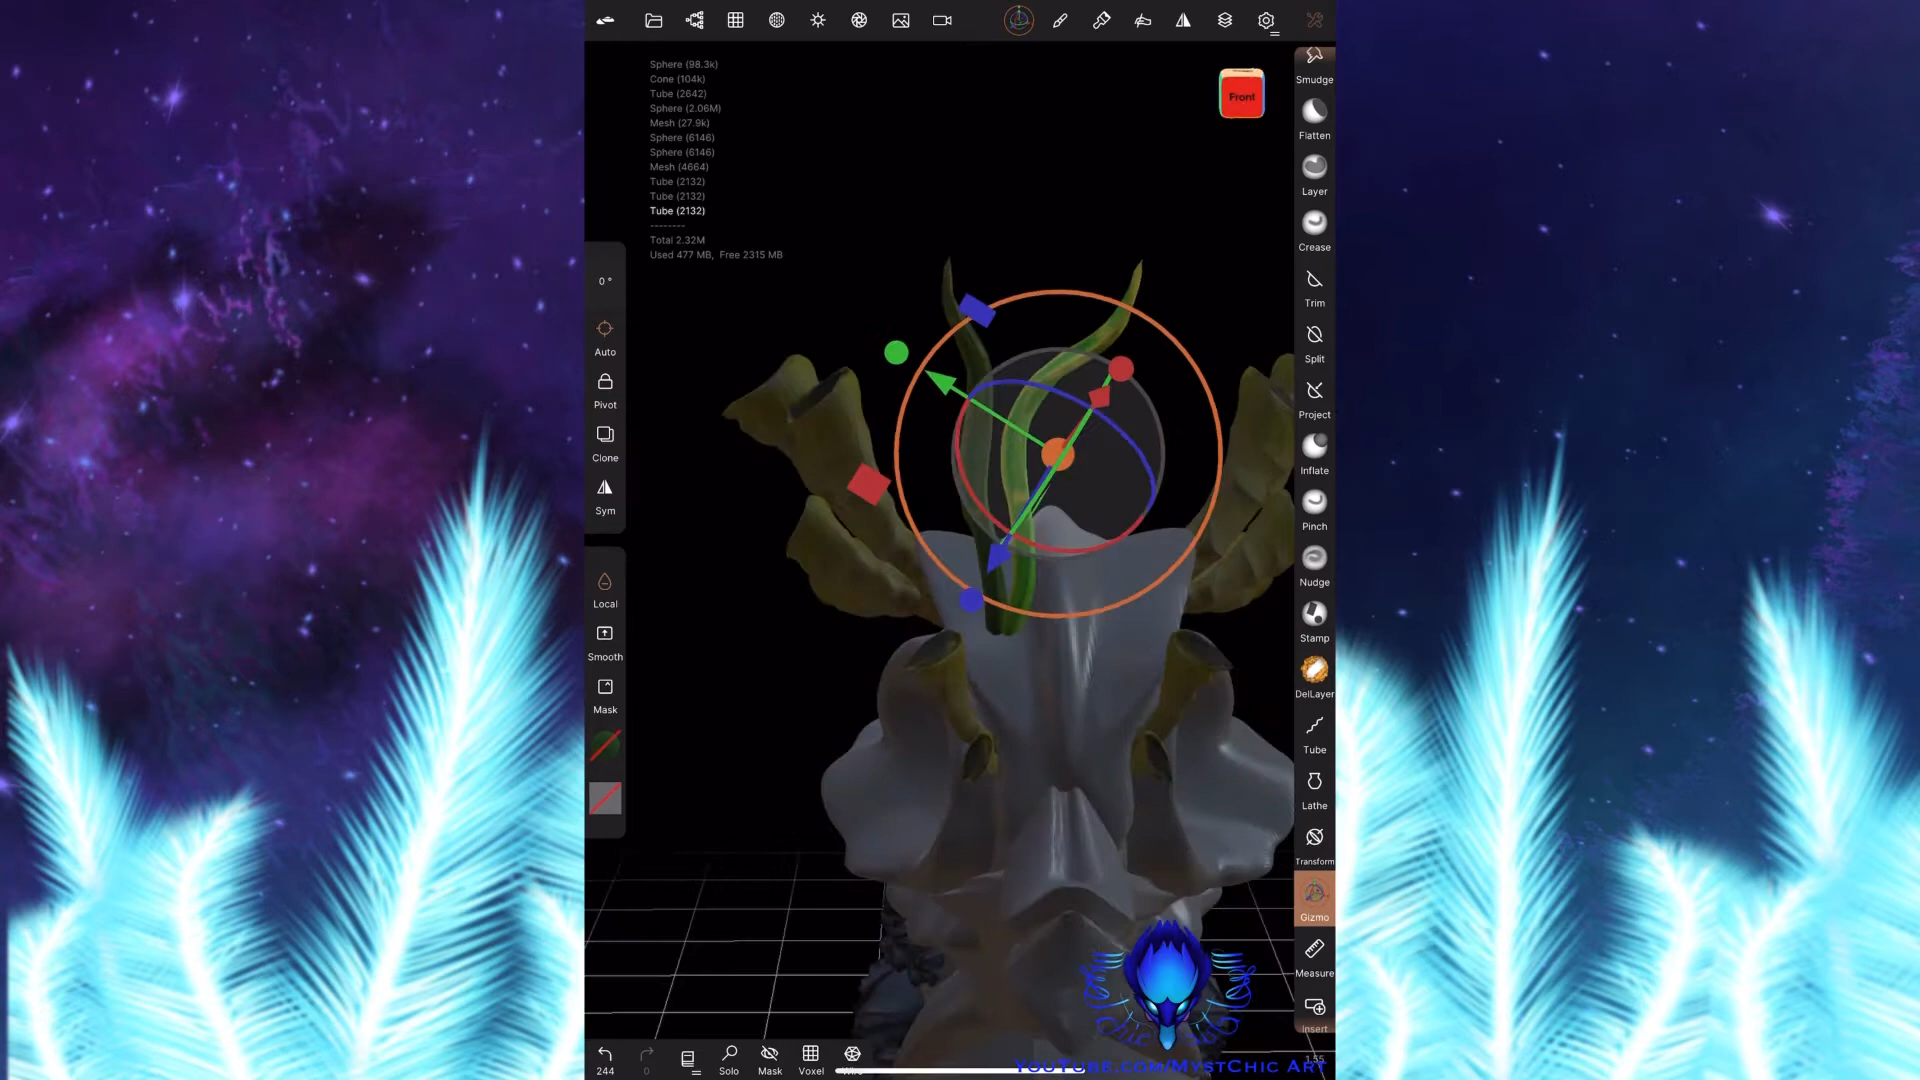 Sphere (98.3k)
Cone (104k)
Tube (2642)
Sphere (2.06M)
Mesh (27.9k)
Sphere (6146)
Sphere (6146)
Mesh (4664)
Tube (2132)
Tube (2132)
Tube (2132)
--------
Total 2.32M
Used 477 MB, Free 2315 MB
Front
0 °
Auto
Pivot
Clone
Sym
Local
Smooth
Mask
Smudge
Flatten
Layer
Crease
Trim
Split
Project
Inflate
Pinch
Nudge
Stamp
DelLayer
Tube
Lathe
Transform
Gizmo
Measure
Insert
1.55
244
0
Solo
Mask
Voxel
YouTube.com/MystChic Art